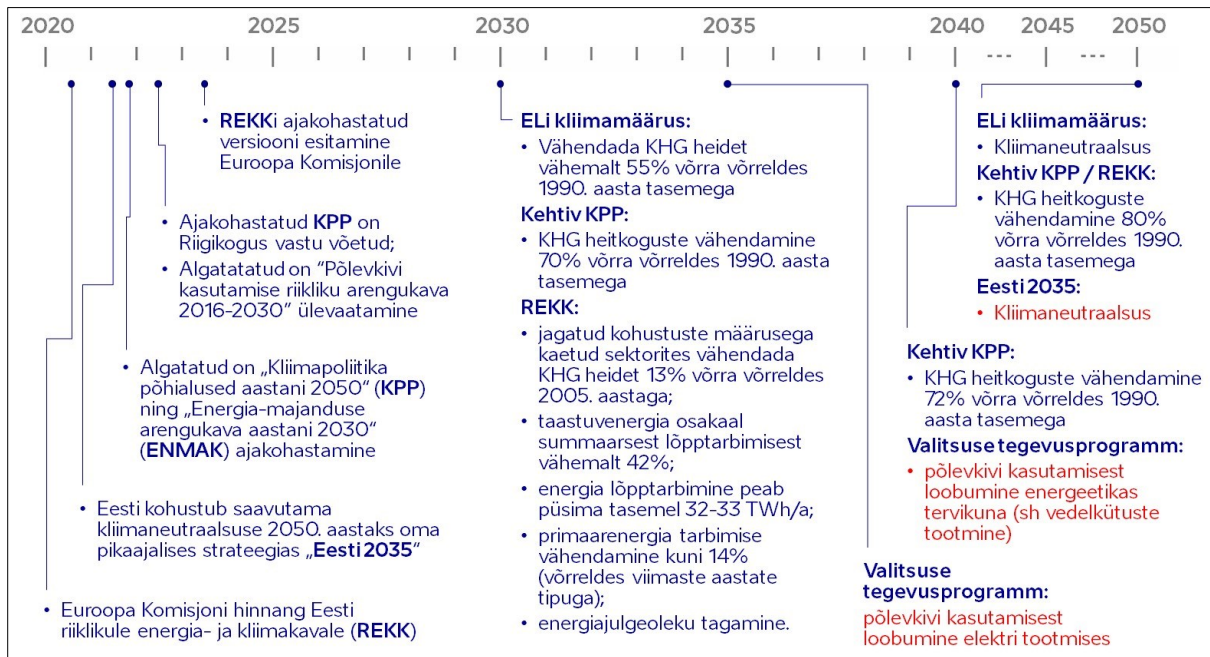 2020 2025 2030 2035 2040 --- 2045 --- 2050
• REKKi ajakohastatud
versiooni esitamine
Euroopa Komisjonile
• Ajakohastatud KPP on
Riigikogus vastu võetud;
• Algatatatud on "Põlevkivi
kasutamise riikliku arengukava
2016-2030" ülevaatamine
• Algatatud on „Kliimapoliitika
põhialused aastani 2050“ (KPP)
ning „Energia-majanduse
arengukava aastani 2030“
(ENMAK) ajakohastamine
• Eesti kohustub saavutama
kliimaneutraalsuse 2050. aastaks oma
pikaajalises strateegias „Eesti 2035“
• Euroopa Komisjoni hinnang Eesti
riiklikule energia- ja kliimakavale (REKK)
ELi kliimamäärus:
• Vähendada KHG heidet
vähemalt 55% võrra võrreldes
1990. aasta tasemega
Kehtiv KPP:
• KHG heitkoguste vähendamine
70% võrra võrreldes 1990. aasta
tasemega
REKK:
• jagatud kohustuste määrusega
kaetud sektorites vähendada
KHG heidet 13% võrra võrreldes
2005. aastaga;
• taastuvenergia osakaal
summaarsest lõpptarbimisest
vähemalt 42%;
• energia lõpptarbimine peab
püsima tasemel 32-33 TWh/a;
• primaarenergia tarbimise
vähendamine kuni 14%
(võrreldes viimaste aastate
tipuga);
• energiajulgeoleku tagamine.
Valitsuse
tegevusprogramm:
põlevkivi kasutamisest
loobumine elektri tootmises
Kehtiv KPP:
• KHG heitkoguste vähendamine
72% võrra võrreldes 1990.
aasta tasemega
Valitsuse tegevusprogramm:
• põlevkivi kasutamisest
loobumine energeetikas
tervikuna (sh vedelkütuste
tootmine)
ELi kliimamäärus:
• Kliimaneutraalsus
Kehtiv KPP / REKK:
• KHG heitkoguste
vähendamine 80%
võrra võrreldes 1990.
aasta tasemega
Eesti 2035:
• Kliimaneutraalsus